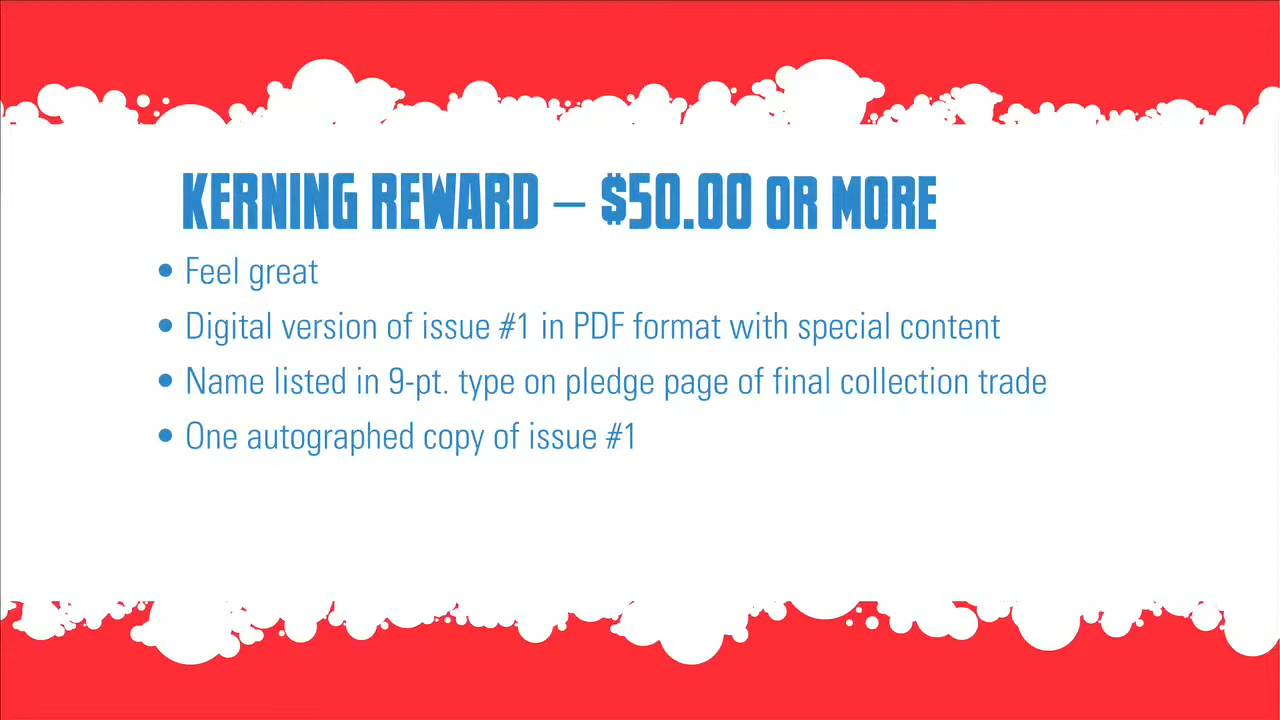 KERNING REWARD – $50.00 OR MORE
• Feel great
• Digital version of issue #1 in PDF format with special content
• Name listed in 9-pt. type on pledge page of final collection trade
• One autographed copy of issue #1